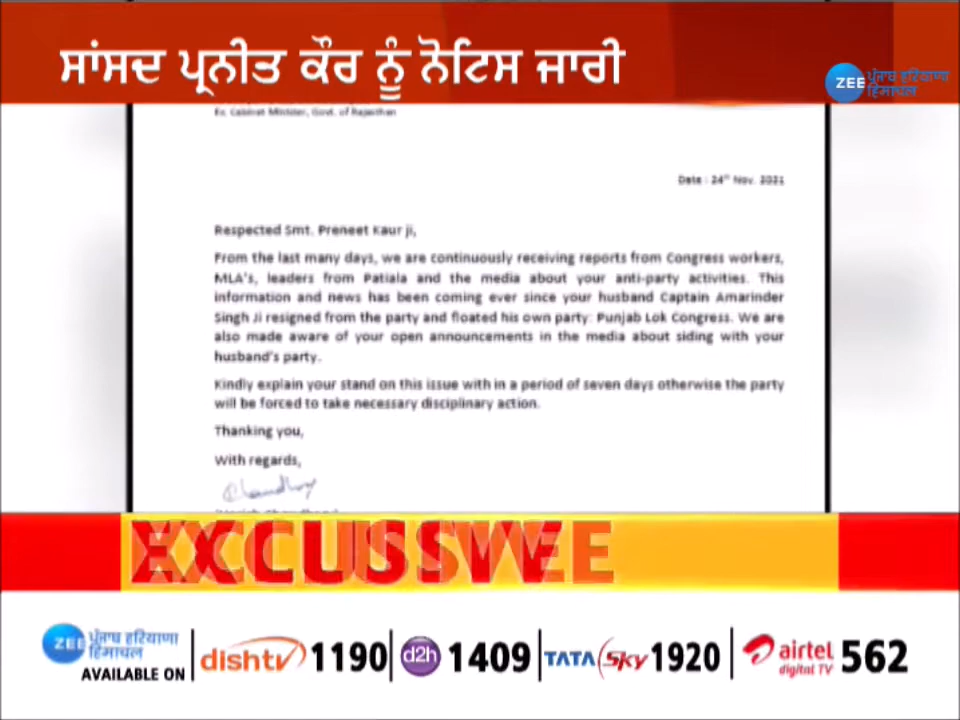 ਸਾਂਸਦ ਪ੍ਰਨੀਤ ਕੌਰ ਨੂੰ ਨੋਟਿਸ ਜਾਰੀ
ZEE ਪੰਜਾਬ ਹਰਿਆਣਾ
ਹਿਮਾਚਲ
Ex. Cabinet Minister, Govt. of Rajasthan
Date : 24th Nov. 2021
Respected Smt. Preneet Kaur ji,
From the last many days, we are continuously receiving reports from Congress workers,
MLA's, leaders from Patiala and the media about your anti-party activities. This
information and news has been coming ever since your husband Captain Amarinder
Singh Ji resigned from the party and floated his own party: Punjab Lok Congress. We are
also made aware of your open announcements in the media about siding with your
husband's party.
Kindly explain your stand on this issue with in a period of seven days otherwise the party
will be forced to take necessary disciplinary action.
Thanking you,
With regards,
Chaudhry
ZEE ਪੰਜਾਬ ਹਰਿਆਣਾ
ਹਿਮਾਚਲ
AVAILABLE ON
dishtv 1190
d2h 1409
TATA Sky 1920
airtel digital TV 562